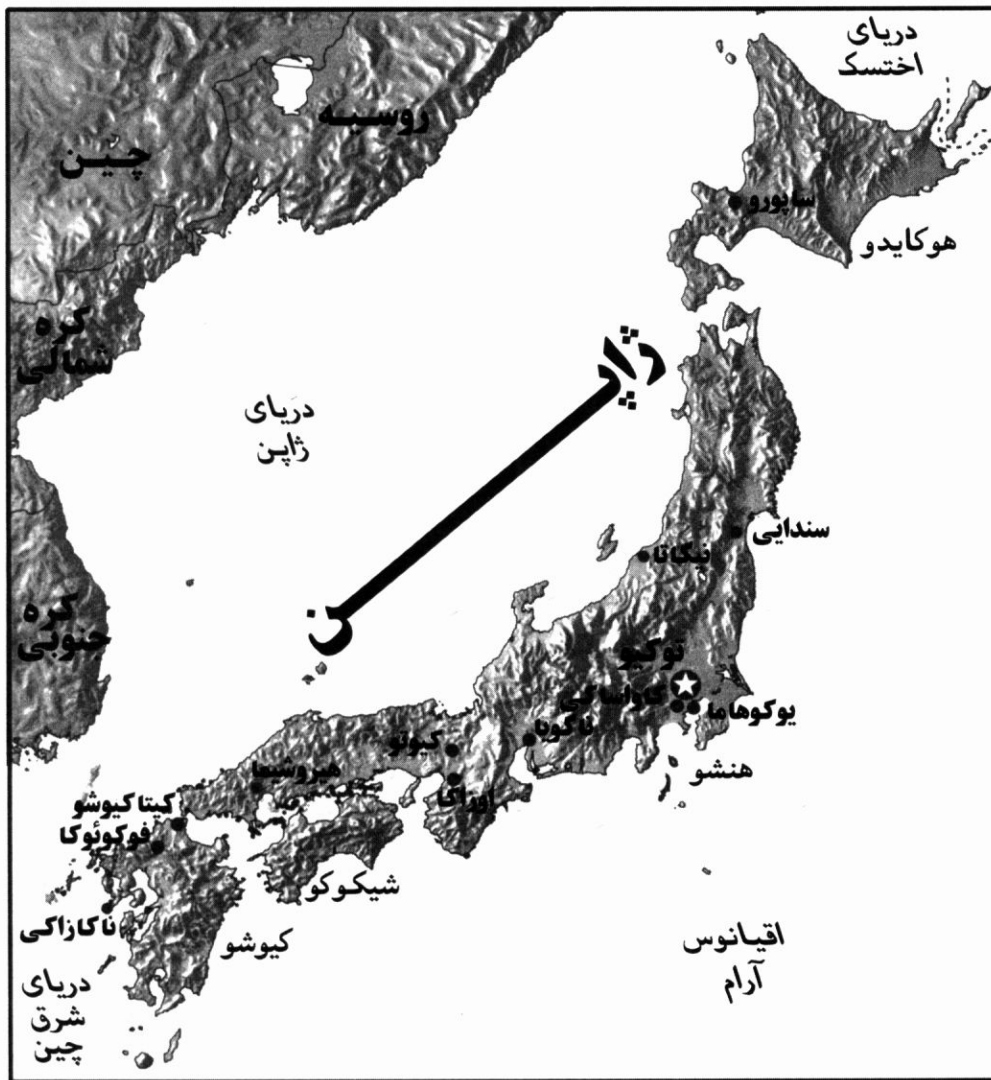 دریای
اختسک
روسیه
چین
ساپورو
هوکایدو
کره
شمالی
ژاپن
دریای
ژاپن
سندایی
نیگاتا
کره
جنوبی
توکیو
کاواساکی
یوکوهاما
ناگویا
کیوتو
هنشو
هیروشیما
اوزاکا
کیتاکیوشو
فوکوئوکا
شیکوکو
ناکازاکی
کیوشو
اقیانوس
آرام
دریای
شرق
چین